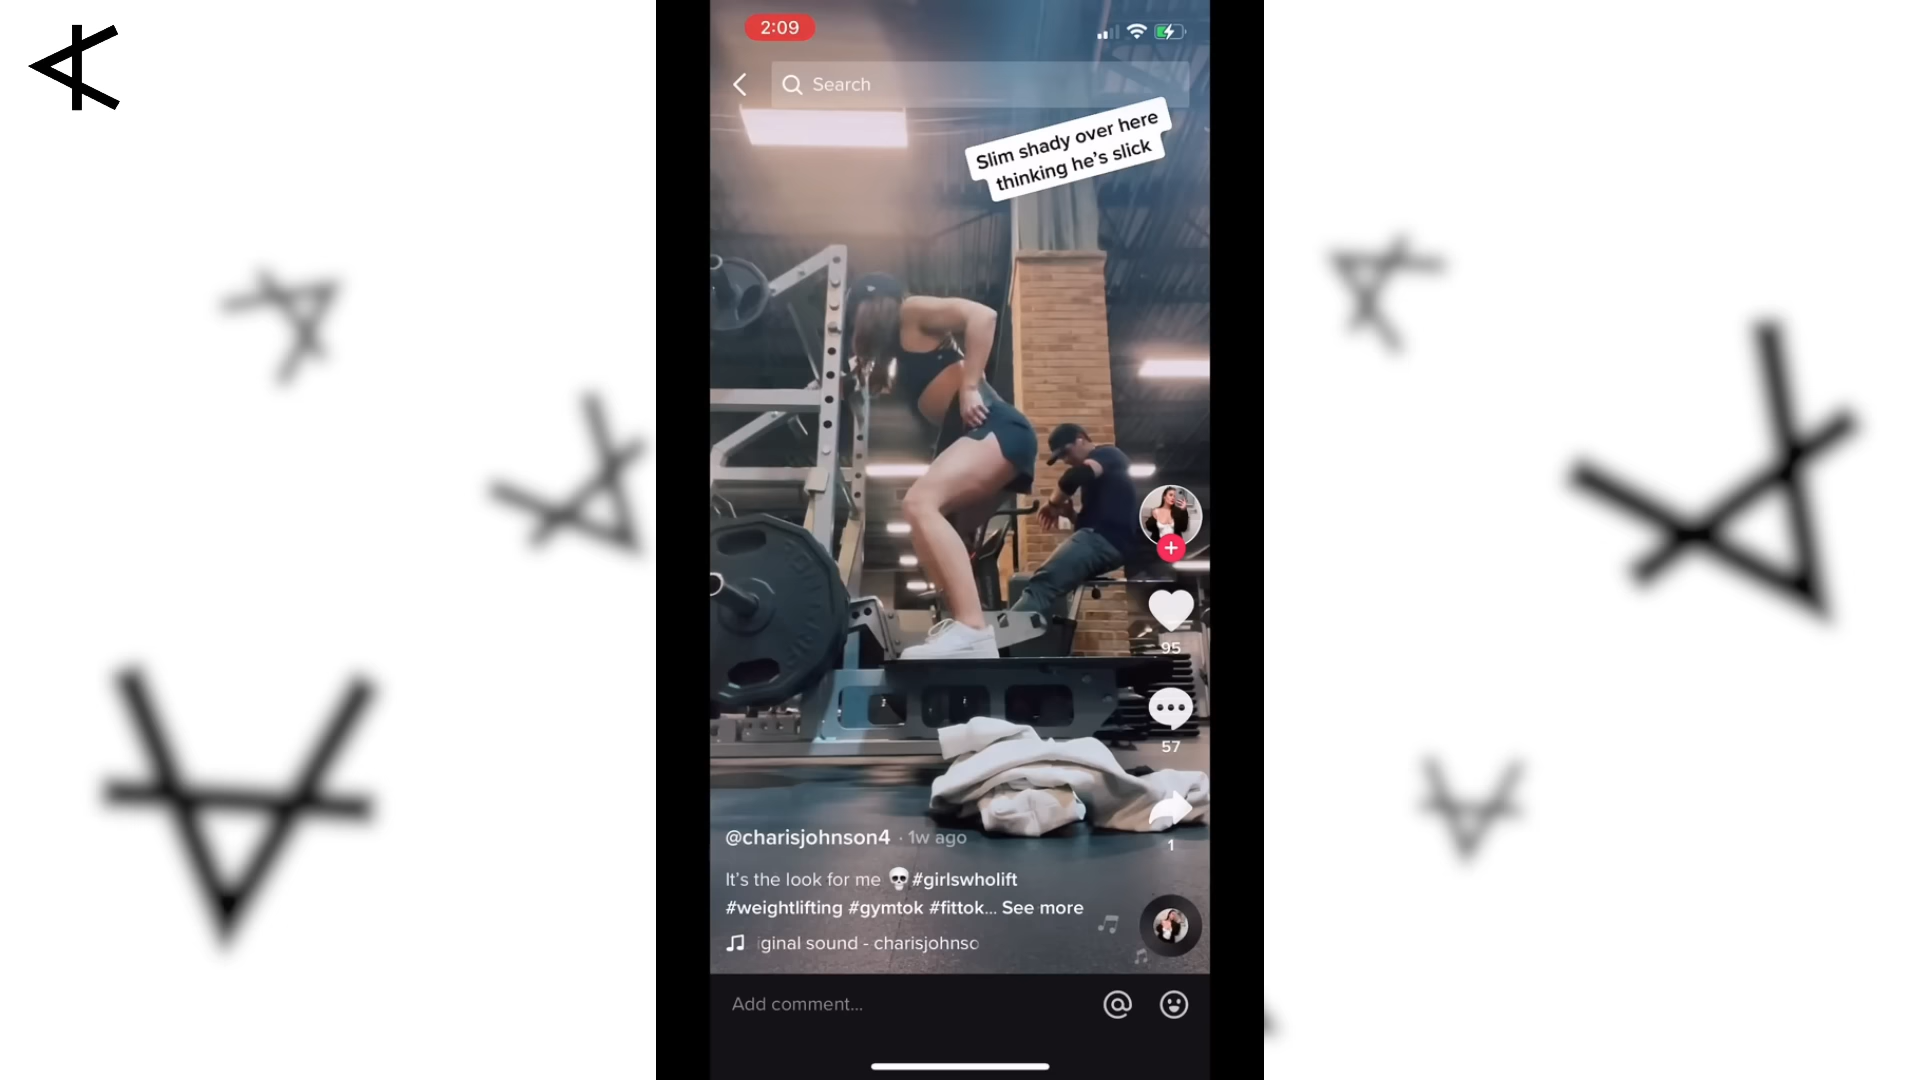 2:09
Search
Slim shady over here
thinking he's slick
95
57
1
@charisjohnson4 · 1w ago
It's the look for me 💀#girlswholift
#weightlifting #gymtok #fittok... See more
iginal sound - charisjohnso
Add comment...